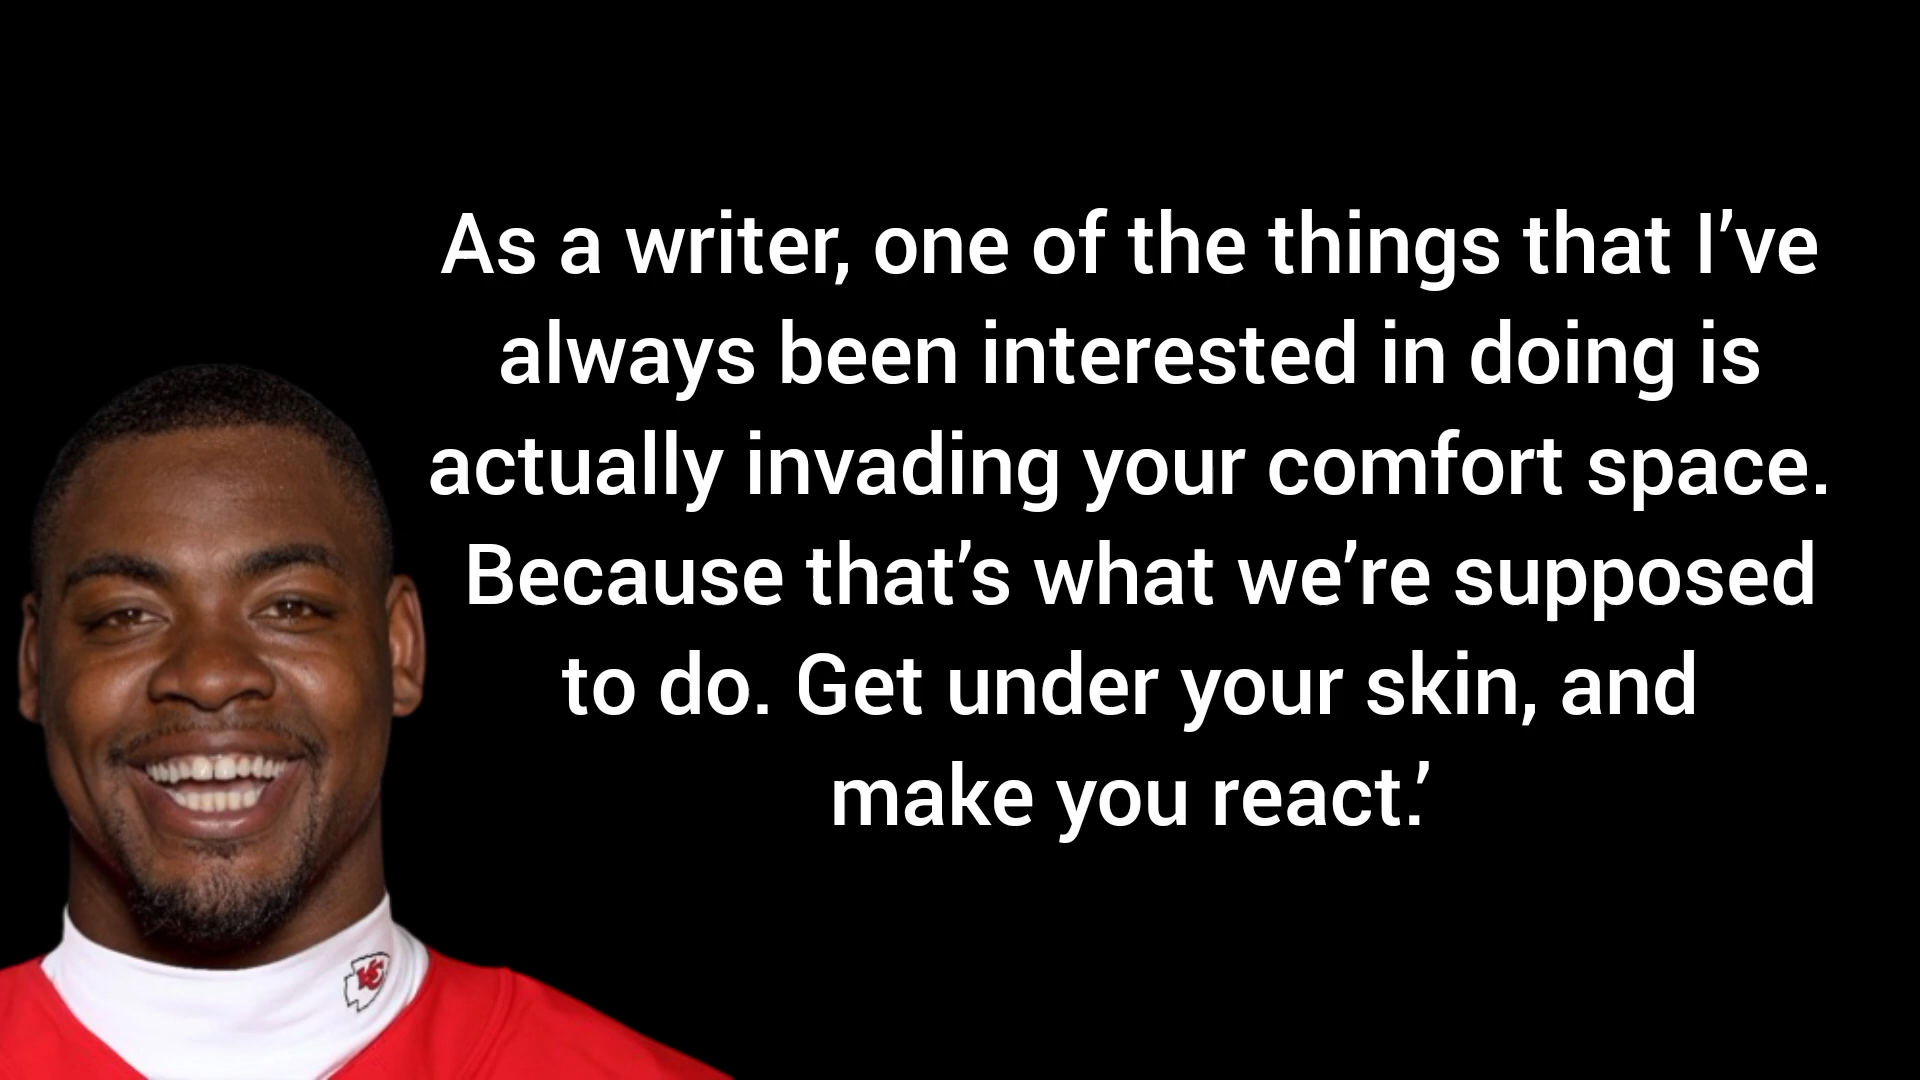 As a writer, one of the things that I’ve
always been interested in doing is
actually invading your comfort space.
Because that’s what we’re supposed
to do. Get under your skin, and
make you react.’
KC